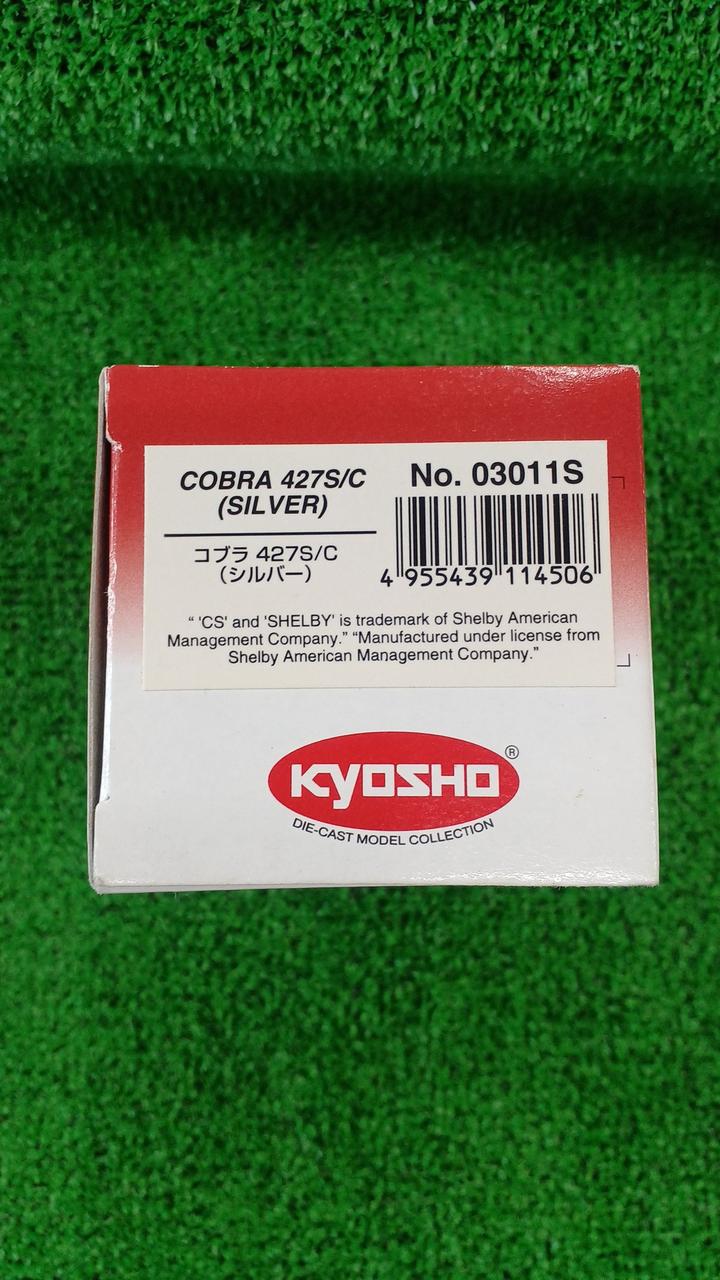 COBRA 427S/C
(SILVER)
コブラ 427S/C
（シルバー）
No. 03011S
4 955439 114506
“ 'CS' and 'SHELBY' is trademark of Shelby American
Management Company.” “Manufactured under license from
Shelby American Management Company.”
KYOSHO ®
DIE-CAST MODEL COLLECTION